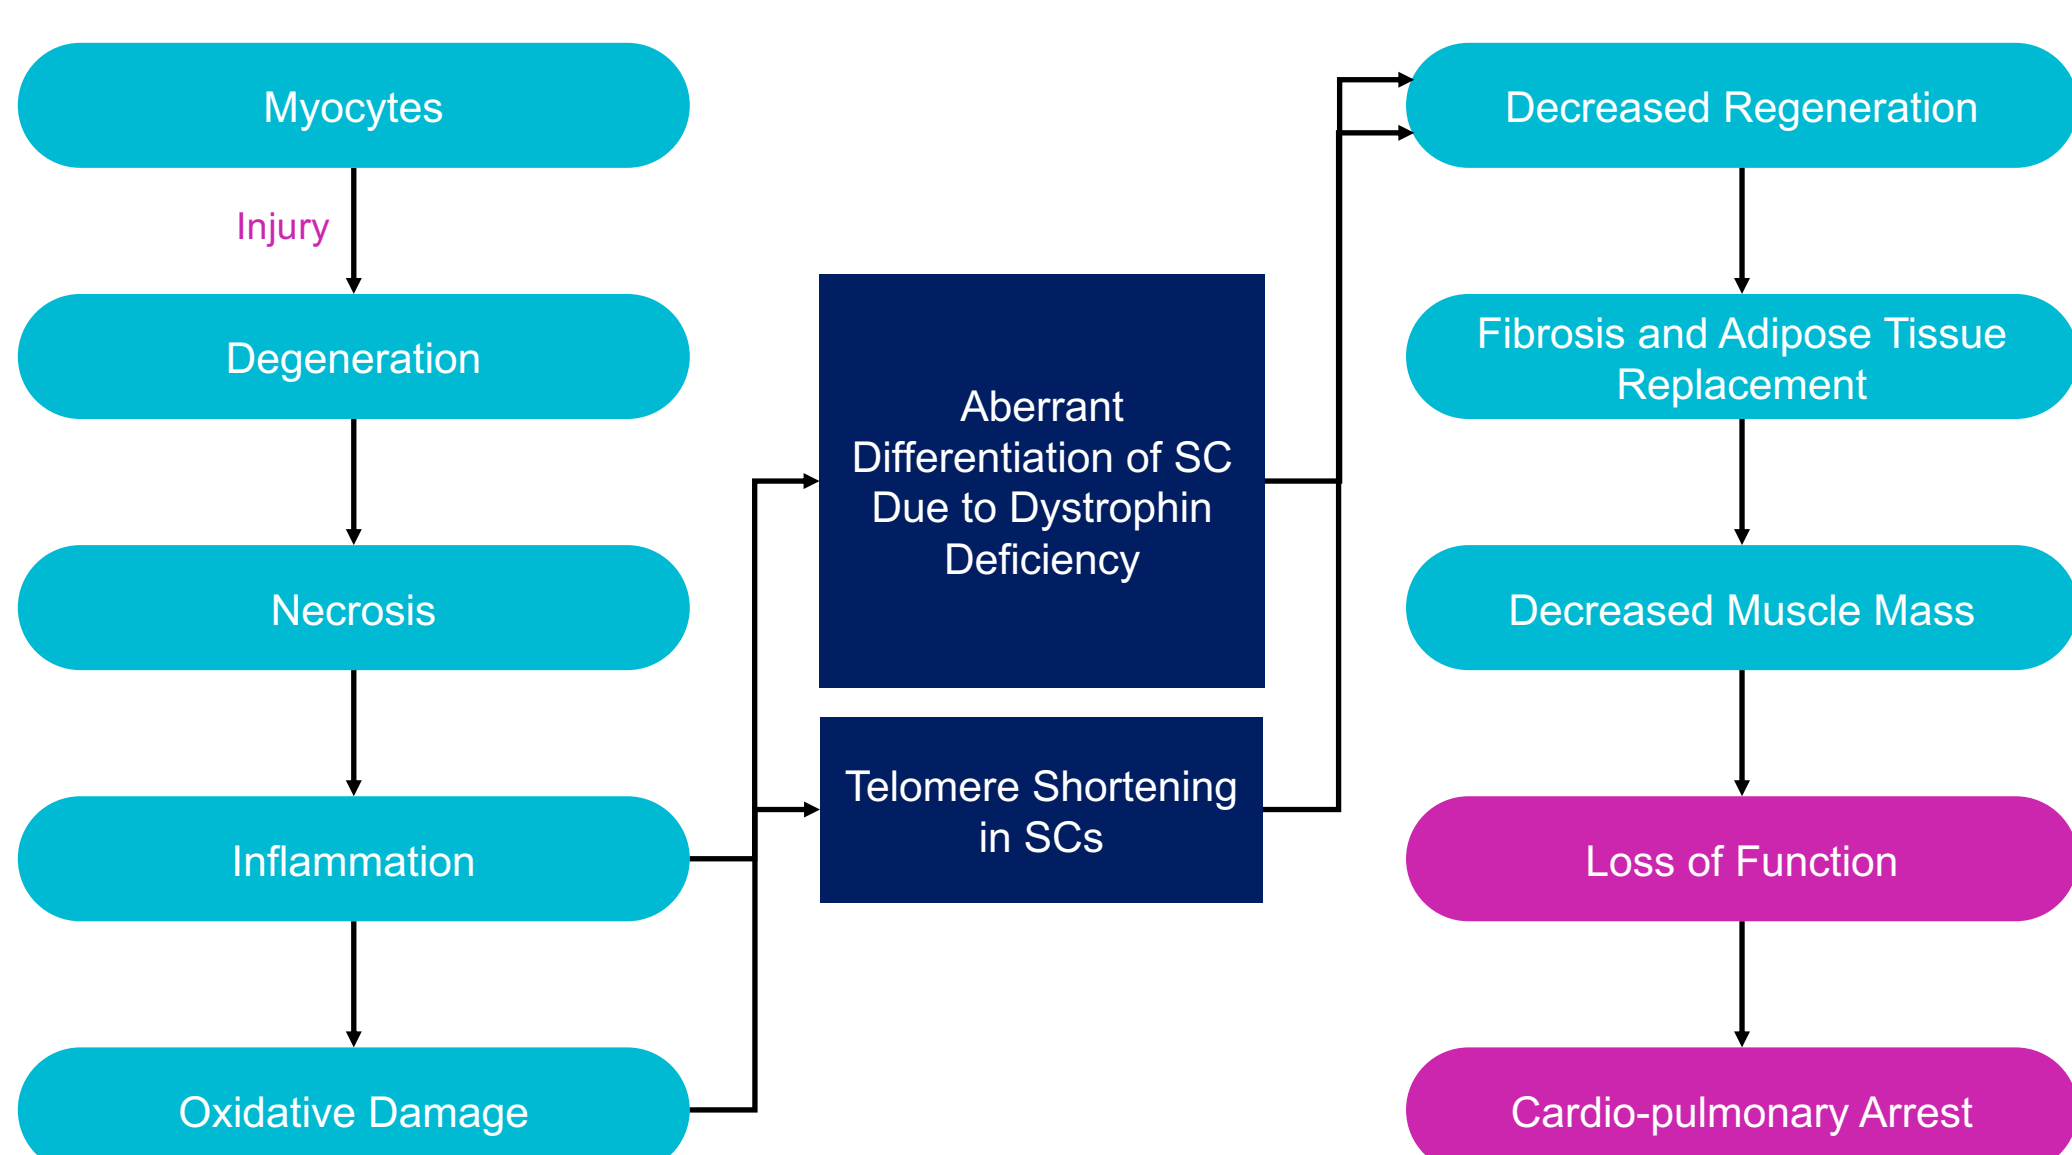 Myocytes
Injury
Degeneration
Necrosis
Inflammation
Oxidative Damage
Aberrant
Differentiation of SC
Due to Dystrophin
Deficiency
Telomere Shortening
in SCs
Decreased Regeneration
Fibrosis and Adipose Tissue
Replacement
Decreased Muscle Mass
Loss of Function
Cardio-pulmonary Arrest